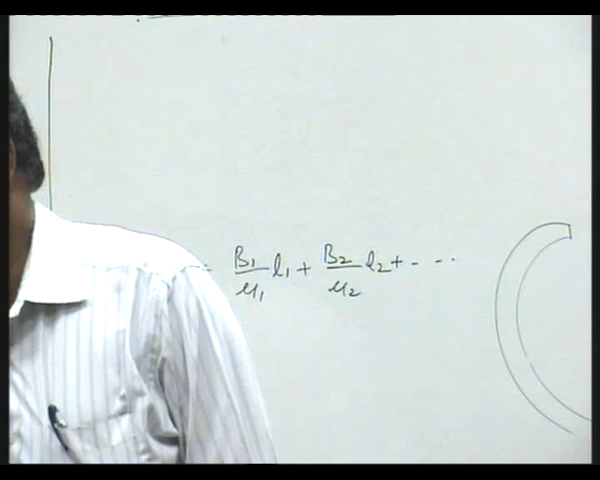 = B₁/μ₁ l₁ + B₂/μ₂ l₂ + - - -